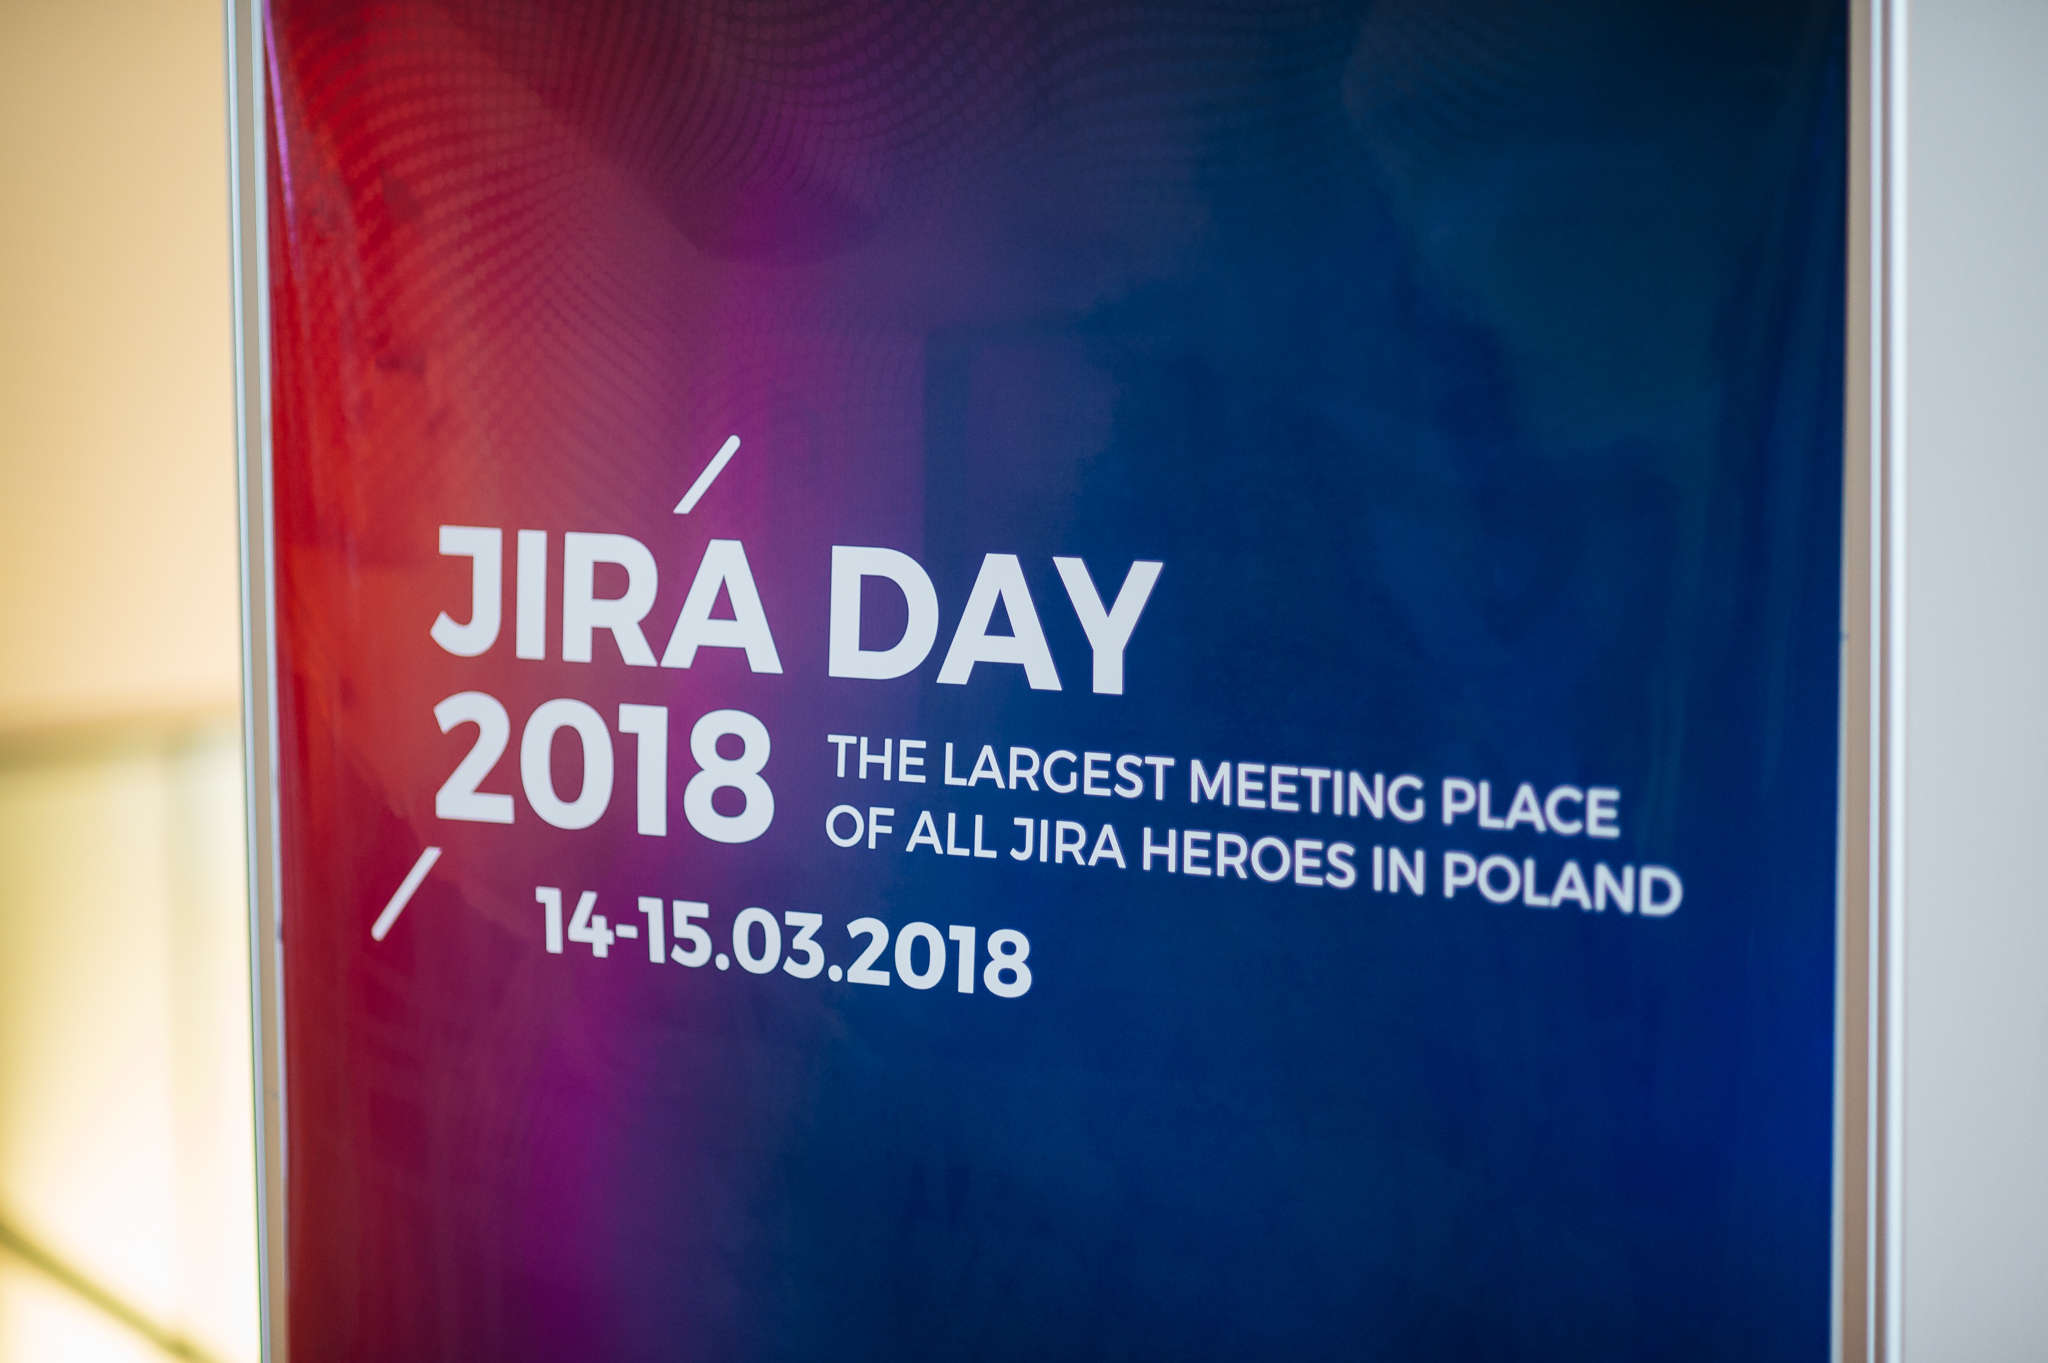 JIRA DAY
2018
THE LARGEST MEETING PLACE
OF ALL JIRA HEROES IN POLAND
14-15.03.2018